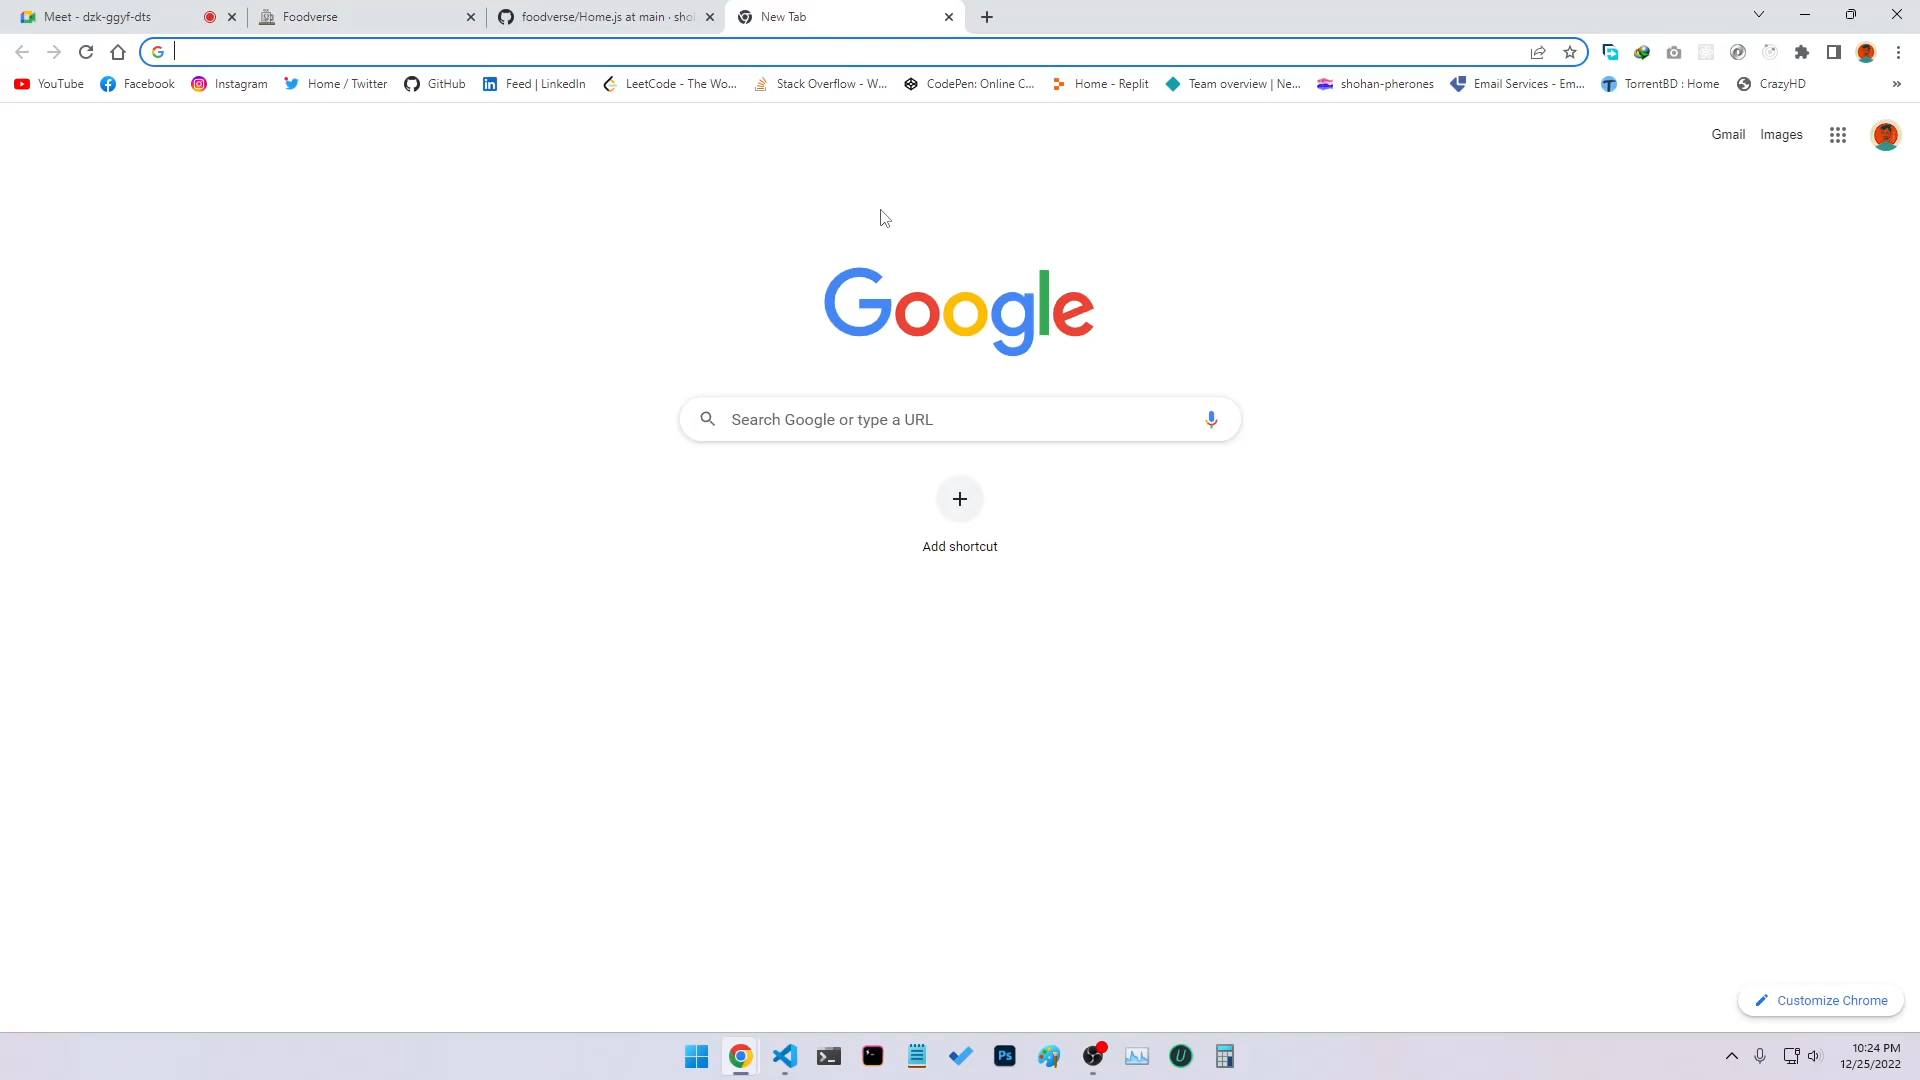 Meet - dzk-ggyf-dts
Foodverse
foodverse/Home.js at main · sho
New Tab
YouTube
Facebook
Instagram
Home / Twitter
GitHub
Feed | LinkedIn
LeetCode - The Wo...
Stack Overflow - W...
CodePen: Online C...
Home - Replit
Team overview | Ne...
shohan-pherones
Email Services - Em...
TorrentBD : Home
CrazyHD
»
Gmail Images
Google
Search Google or type a URL
Add shortcut
Customize Chrome
Ps
10:24 PM
12/25/2022